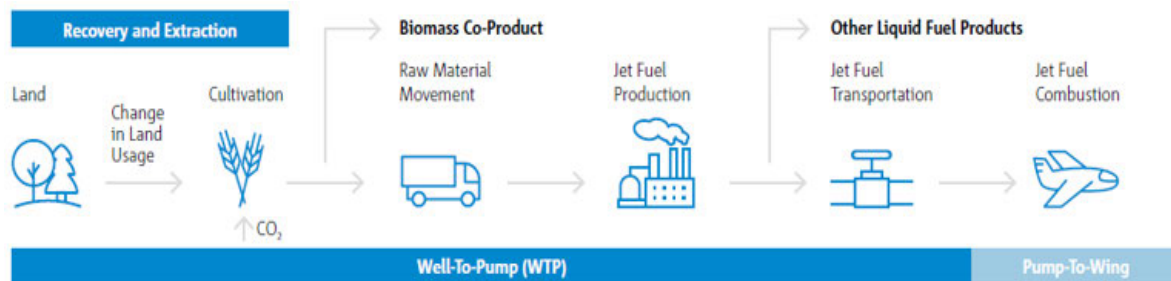 Recovery and Extraction
Biomass Co-Product
Other Liquid Fuel Products
Land
Change
in Land
Usage
Cultivation
Raw Material
Movement
Jet Fuel
Production
Jet Fuel
Transportation
Jet Fuel
Combustion
CO₂
Well-To-Pump (WTP)
Pump-To-Wing